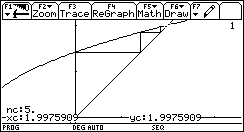 F1 F2 Zoom F3 Trace F4 ReGraph F5 Math F6 Draw F7
1
nc:5.
-xc:1.9975909 yc:1.9975909
PROG DEG AUTO SEQ